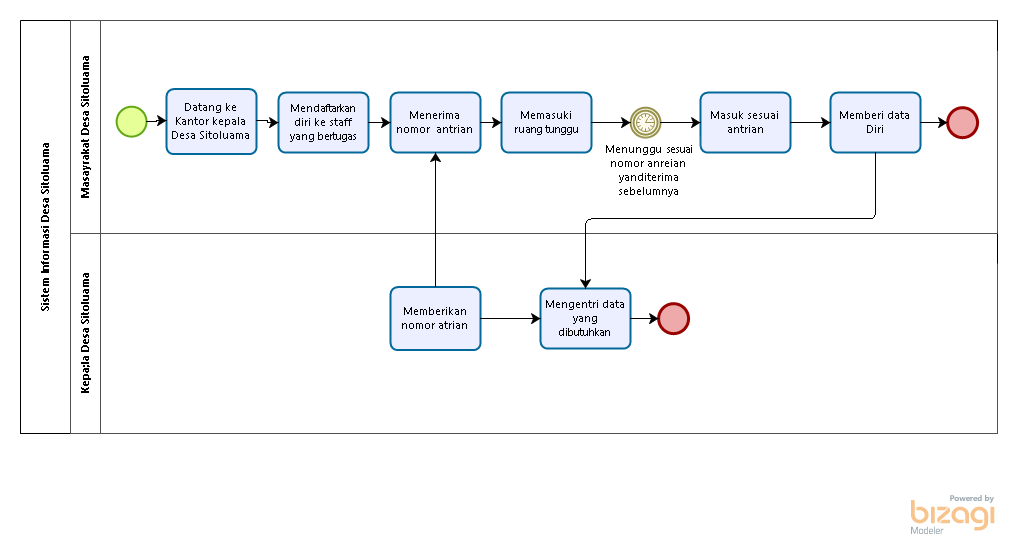 Sistem Informasi Desa Sitoluama
Masayrakat Desa Sitoluama
Datang ke
Kantor kepala
Desa Sitoluama
Mendaftarkan
diri ke staff
yang bertugas
Menerima
nomor antrian
Memasuki
ruang tunggu
Menunggu sesuai
nomor anreian
yanditerima
sebelumnya
Masuk sesuai
antrian
Memberi data
Diri
Kepa;la Desa Sitoluama
Memberikan
nomor atrian
Mengentri data
yang
dibutuhkan
Powered by
bizagi
Modeler